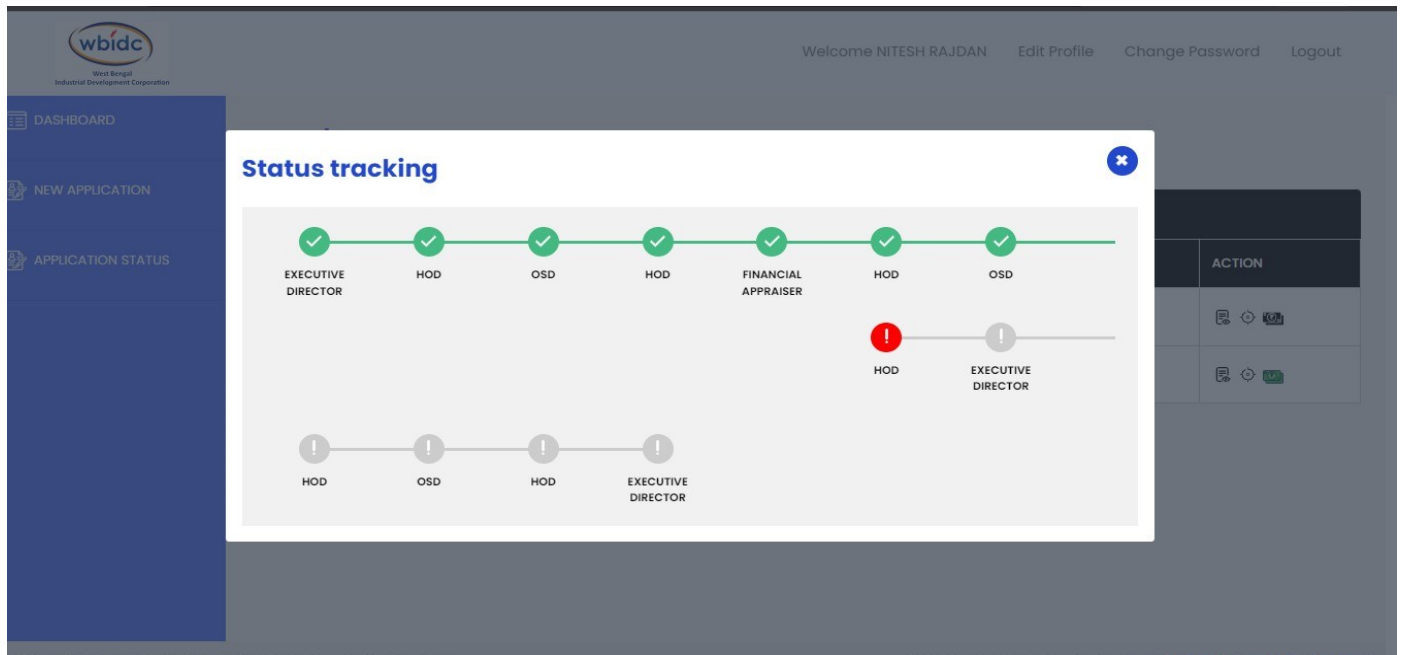 wbidc
West Bengal
Industrial Development Corporation
Welcome NITESH RAJDAN Edit Profile Change Password Logout
DASHBOARD
NEW APPLICATION
APPLICATION STATUS
Status tracking
EXECUTIVE
DIRECTOR
HOD
OSD
HOD
FINANCIAL
APPRAISER
HOD
OSD
HOD
EXECUTIVE
DIRECTOR
HOD
OSD
HOD
EXECUTIVE
DIRECTOR
ACTION